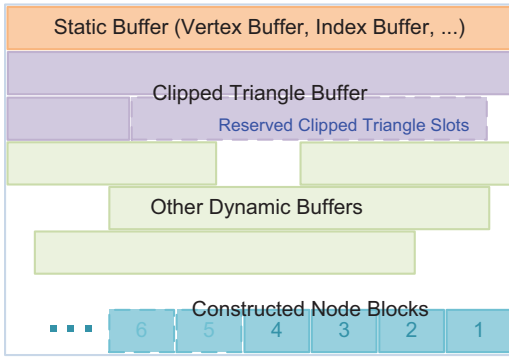 Static Buffer (Vertex Buffer, Index Buffer, ...)
Clipped Triangle Buffer
Reserved Clipped Triangle Slots
Other Dynamic Buffers
Constructed Node Blocks
... 6 5 4 3 2 1